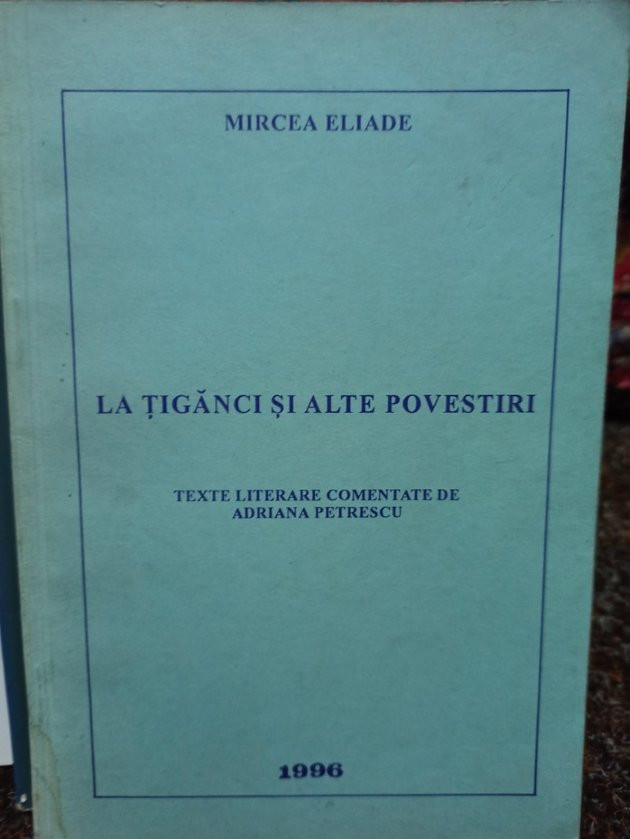 MIRCEA ELIADE
LA ȚIGĂNCI ȘI ALTE POVESTIRI
TEXTE LITERARE COMENTATE DE
ADRIANA PETRESCU
1996